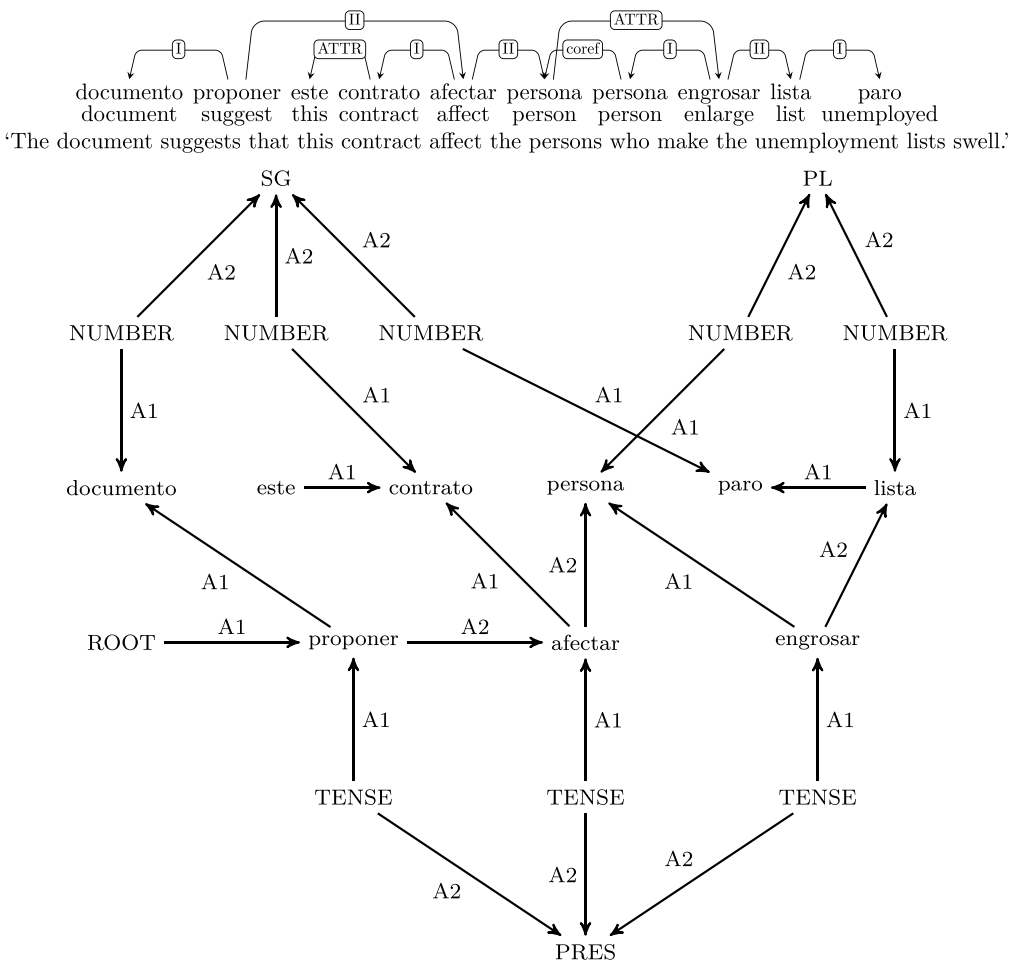 II ATTR
I ATTR I II coref I II I
documento proponer este contrato afectar persona persona engrosar lista paro
document suggest this contract affect person person enlarge list unemployed
‘The document suggests that this contract affect the persons who make the unemployment lists swell.’
SG PL
A2 A2 A2 A2 A2
NUMBER NUMBER NUMBER NUMBER NUMBER
A1 A1 A1 A1 A1
documento este A1 contrato persona paro A1 lista
A1 A1 A2 A1 A2
ROOT A1 proponer A2 afectar engrosar
A1 A1 A1
TENSE TENSE TENSE
A2 A2 A2
PRES